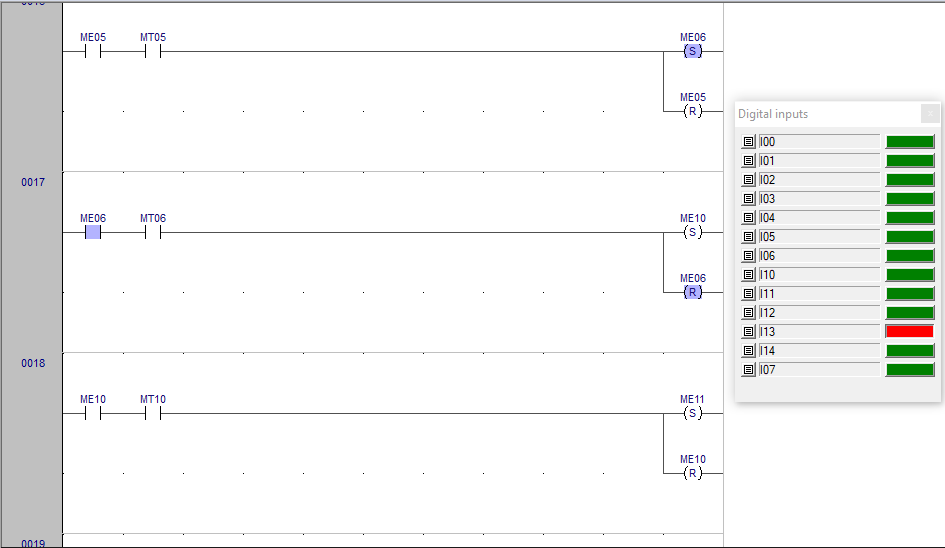 ME05 MT05 ME06
S
ME05
R
0017
ME06 MT06 ME10
S
ME06
R
0018
ME10 MT10 ME11
S
ME10
R
0019
Digital inputs
I00
I01
I02
I03
I04
I05
I06
I10
I11
I12
I13
I14
I07